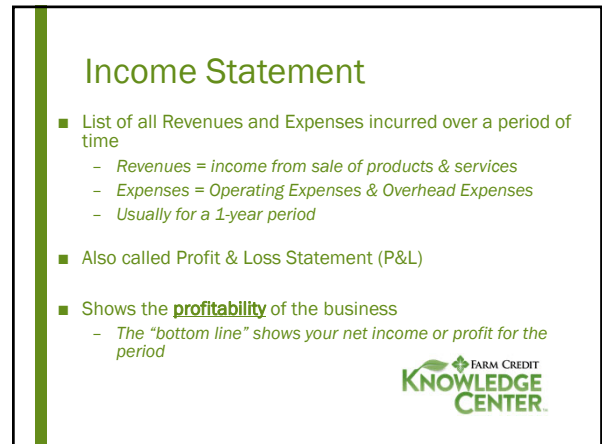 Income Statement
■ List of all Revenues and Expenses incurred over a period of
time
– Revenues = income from sale of products & services
– Expenses = Operating Expenses & Overhead Expenses
– Usually for a 1-year period
■ Also called Profit & Loss Statement (P&L)
■ Shows the profitability of the business
– The “bottom line” shows your net income or profit for the
period
FARM CREDIT
KNOWLEDGE
CENTER